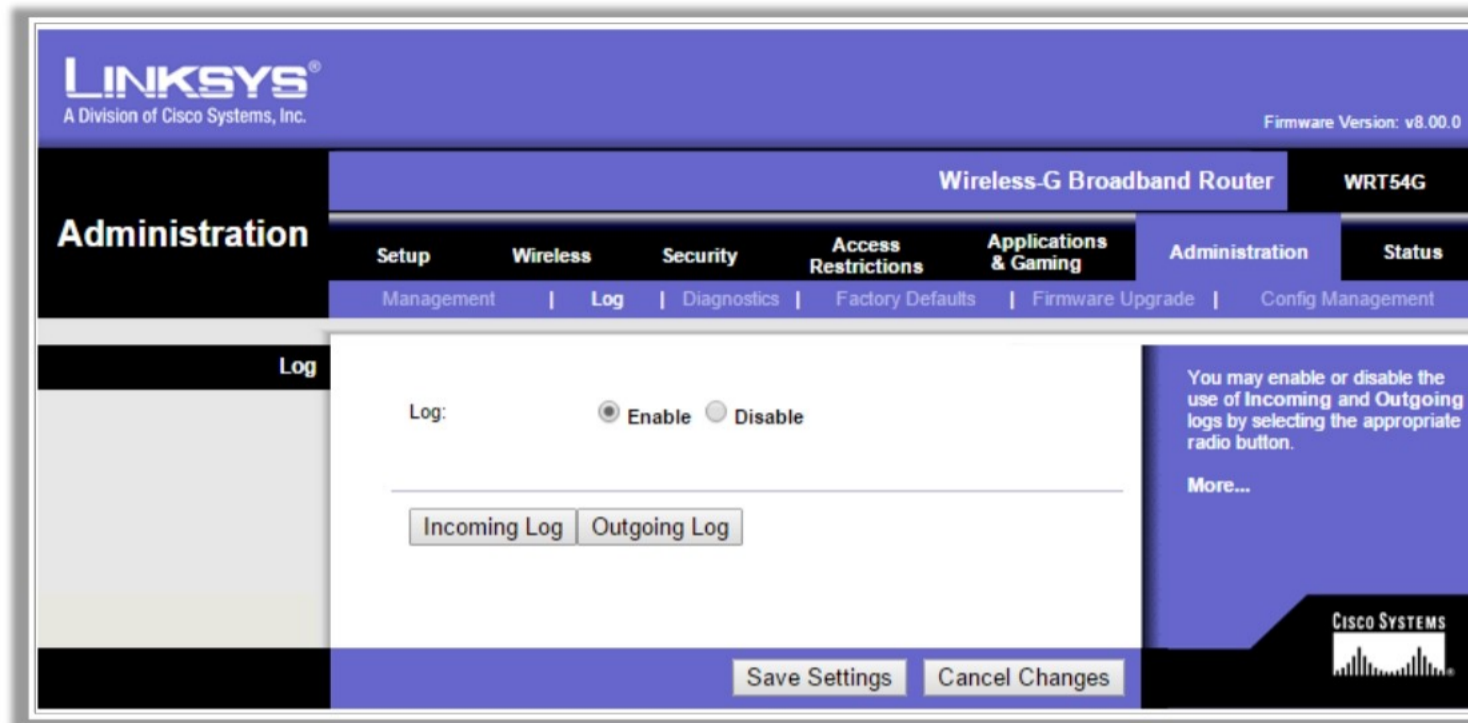 LINKSYS®
A Division of Cisco Systems, Inc.
Firmware Version: v8.00.0
Wireless-G Broadband Router WRT54G
Administration
Setup Wireless Security Access Restrictions Applications & Gaming Administration Status
Management | Log | Diagnostics | Factory Defaults | Firmware Upgrade | Config Management
Log
Log: Enable Disable
Incoming Log Outgoing Log
You may enable or disable the
use of Incoming and Outgoing
logs by selecting the appropriate
radio button.
More...
CISCO SYSTEMS
Save Settings Cancel Changes